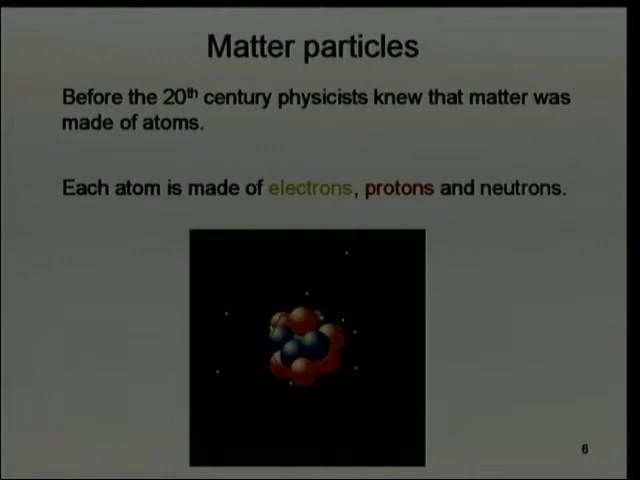 Matter particles
Before the 20th century physicists knew that matter was
made of atoms.
Each atom is made of electrons, protons and neutrons.
6